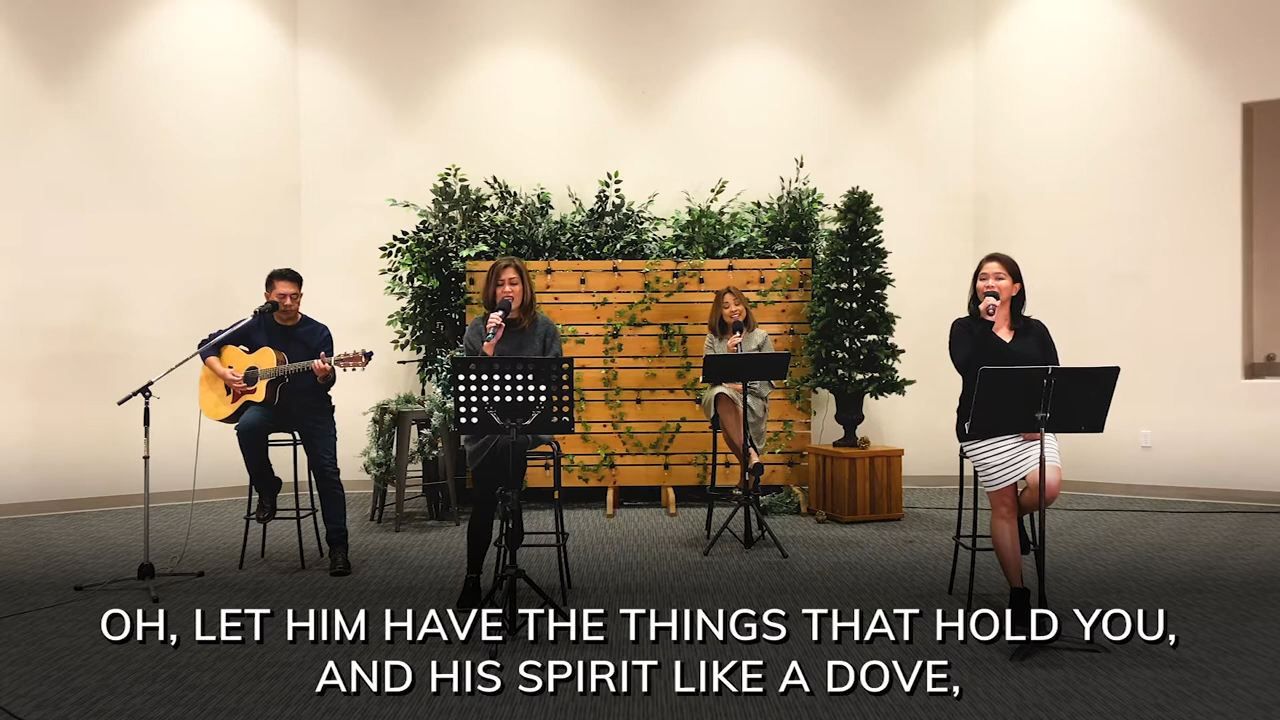 OH, LET HIM HAVE THE THINGS THAT HOLD YOU,
AND HIS SPIRIT LIKE A DOVE,